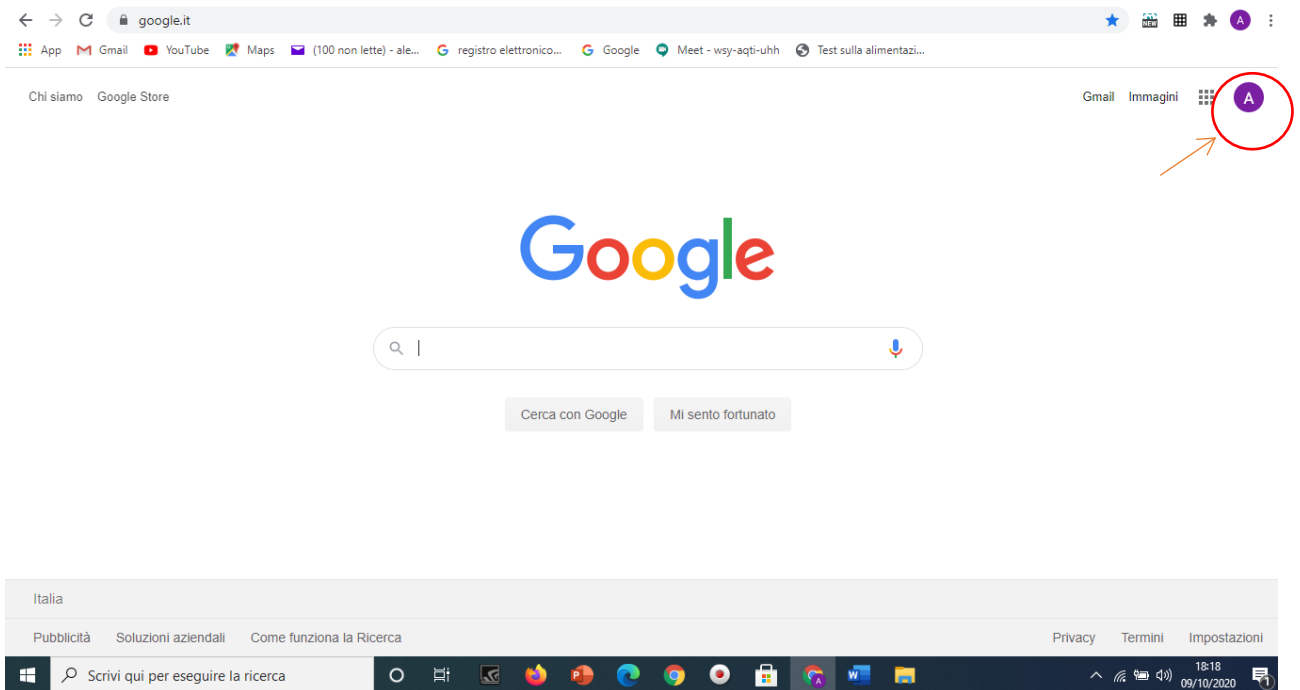 google.it
A
App Gmail YouTube Maps (100 non lette) - ale... registro elettronico... Google Meet - wsy-aqti-uhh Test sulla alimentazi...
Chi siamo Google Store
Gmail Immagini A
Google
Cerca con Google Mi sento fortunato
Italia
Pubblicità Soluzioni aziendali Come funziona la Ricerca
Privacy Termini Impostazioni
Scrivi qui per eseguire la ricerca
18:18
09/10/2020
1